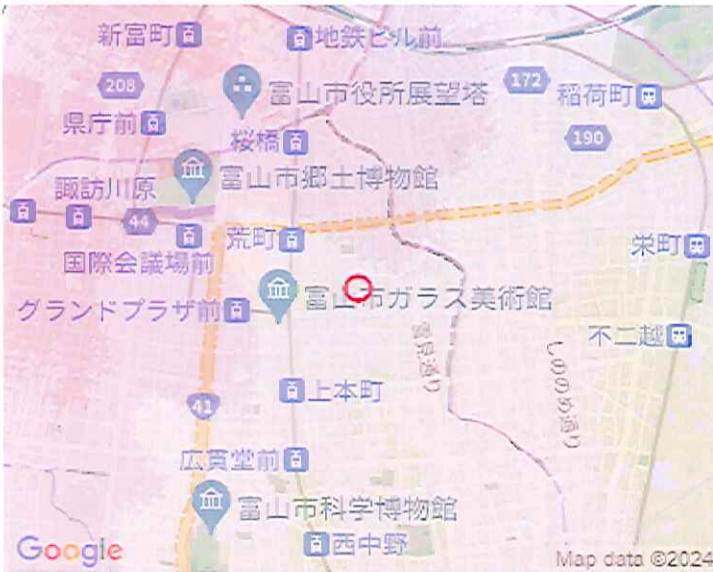 新富町
地鉄ビル前
208
富山市役所展望塔
172
稲荷町
県庁前
桜橋
190
富山市郷土博物館
諏訪川原
44
荒町
国際会議場前
栄町
富山市ガラス美術館
グランドプラザ前
不二越
雪見通り
しののめ通り
上本町
41
広貫堂前
富山市科学博物館
西中野
Google
Map data ©2024